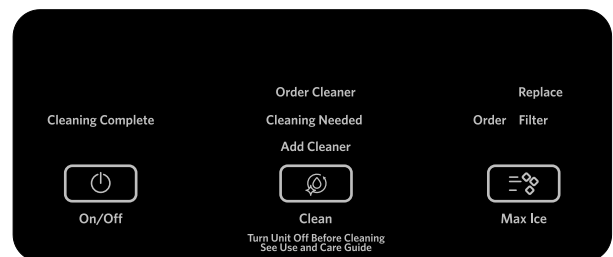 Order Cleaner
Replace
Cleaning Complete
Cleaning Needed
Order Filter
Add Cleaner
On/Off
Clean
Max Ice
Turn Unit Off Before Cleaning
See Use and Care Guide